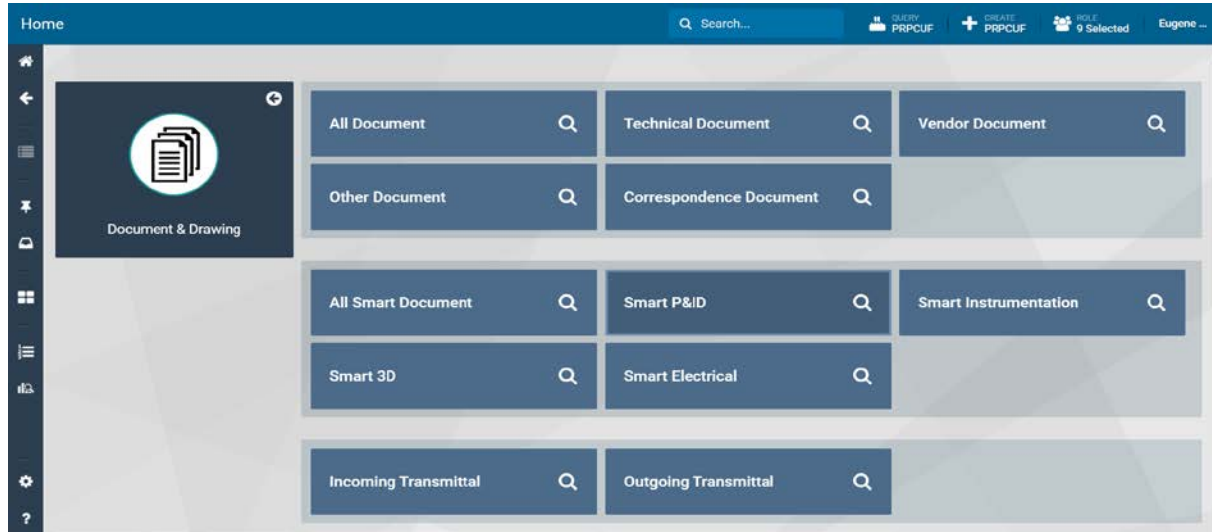 Home
Search...
QUERY
PRPCUF
CREATE
PRPCUF
ROLE
9 Selected
Eugene ...
Document & Drawing
All Document
Technical Document
Vendor Document
Other Document
Correspondence Document
All Smart Document
Smart P&ID
Smart Instrumentation
Smart 3D
Smart Electrical
Incoming Transmittal
Outgoing Transmittal
?